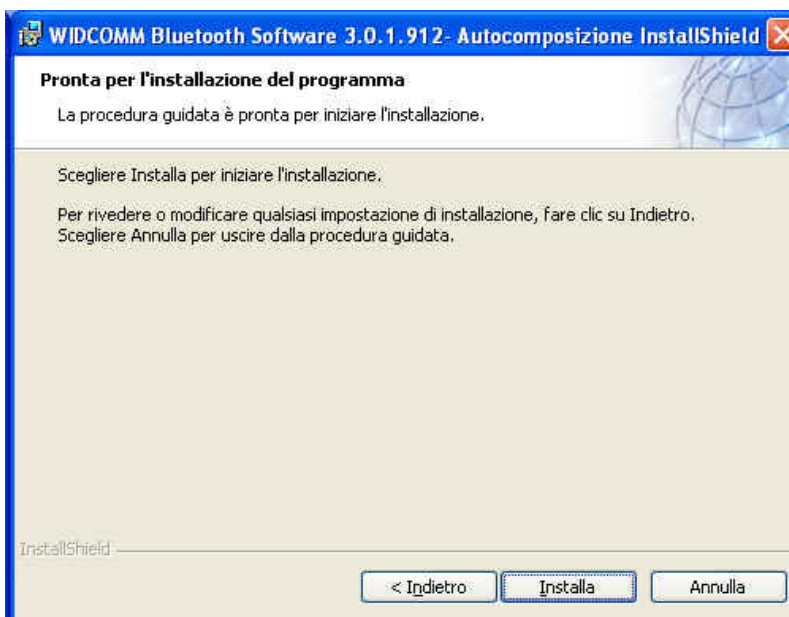 WIDCOMM Bluetooth Software 3.0.1.912- Autocomposizione InstallShield
Pronta per l'installazione del programma
La procedura guidata è pronta per iniziare l'installazione.
Scegliere Installa per iniziare l'installazione.
Per rivedere o modificare qualsiasi impostazione di installazione, fare clic su Indietro.
Scegliere Annulla per uscire dalla procedura guidata.
InstallShield
< Indietro Installa Annulla